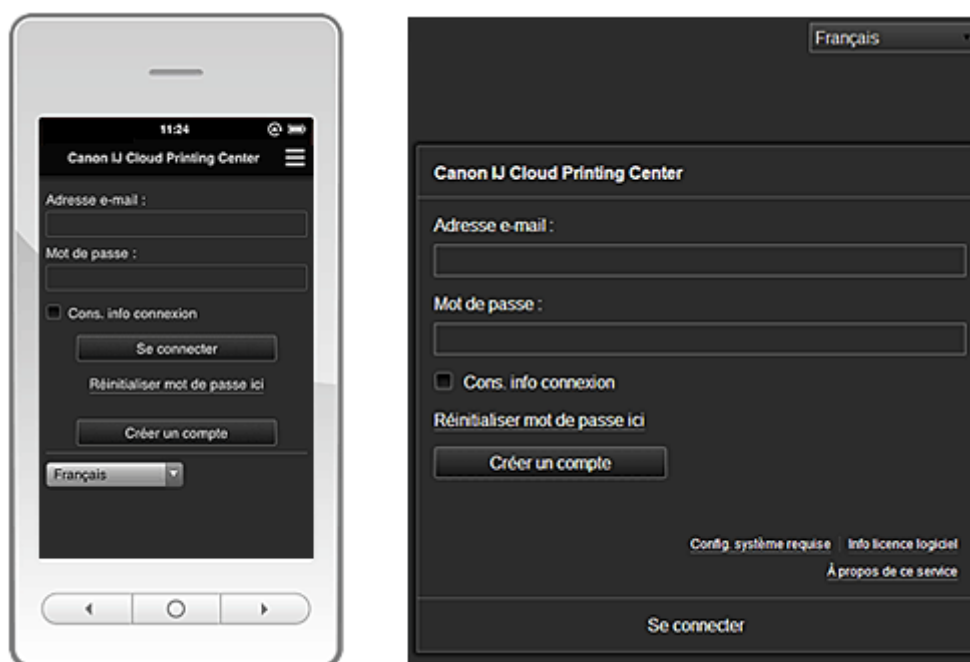 11:24
Canon IJ Cloud Printing Center
Adresse e-mail :
Mot de passe :
Cons. info connexion
Se connecter
Réinitialiser mot de passe ici
Créer un compte
Français
Français
Canon IJ Cloud Printing Center
Adresse e-mail :
Mot de passe :
Cons. info connexion
Réinitialiser mot de passe ici
Créer un compte
Config. système requise Info licence logiciel
À propos de ce service
Se connecter